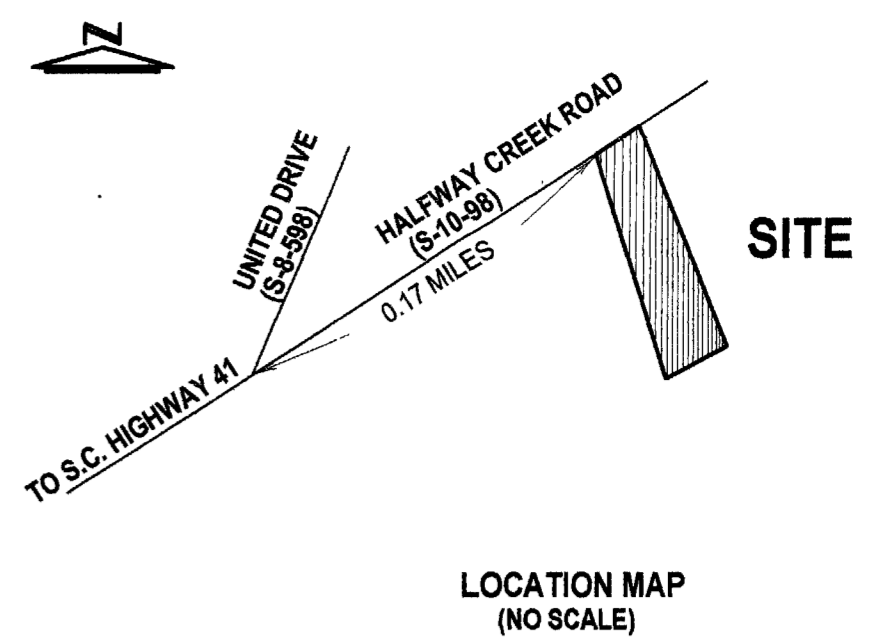 N
UNITED DRIVE
(S-8-598)
HALFWAY CREEK ROAD
(S-10-98)
0.17 MILES
SITE
TO S.C. HIGHWAY 41
LOCATION MAP
(NO SCALE)